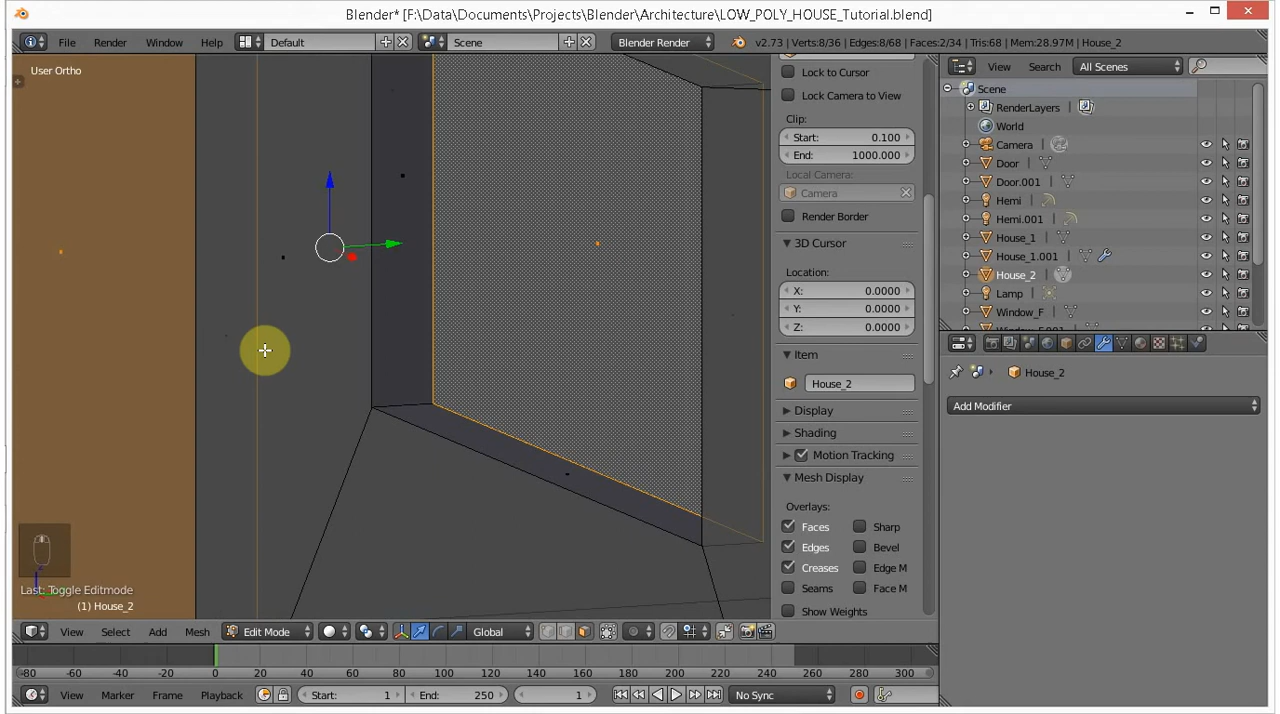 Blender* [F:\Data\Documents\Projects\Blender\Architecture\LOW_POLY_HOUSE_Tutorial.blend]
File Render Window Help Default Scene Blender Render v2.73 | Verts:8/36 | Edges:8/68 | Faces:2/34 | Tris:68 | Mem:28.97M | House_2
User Ortho
Lock to Cursor
Lock Camera to View
Clip:
Start: 0.100
End: 1000.000
Local Camera:
Camera
Render Border
3D Cursor
Location:
X: 0.0000
Y: 0.0000
Z: 0.0000
Item
House_2
Display
Shading
Motion Tracking
Mesh Display
Overlays:
Faces Sharp
Edges Bevel
Creases Edge M
Seams Face M
Show Weights
View Search All Scenes
Scene
RenderLayers
World
Camera
Door
Door.001
Hemi
Hemi.001
House_1
House_1.001
House_2
Lamp
Window_F
House_2
Add Modifier
Last: Toggle Editmode
(1) House_2
View Select Add Mesh Edit Mode Global
-80 -60 -40 -20 0 20 40 60 80 100 120 140 160 180 200 220 240 260 280 300
View Marker Frame Playback Start: 1 End: 250 1 No Sync